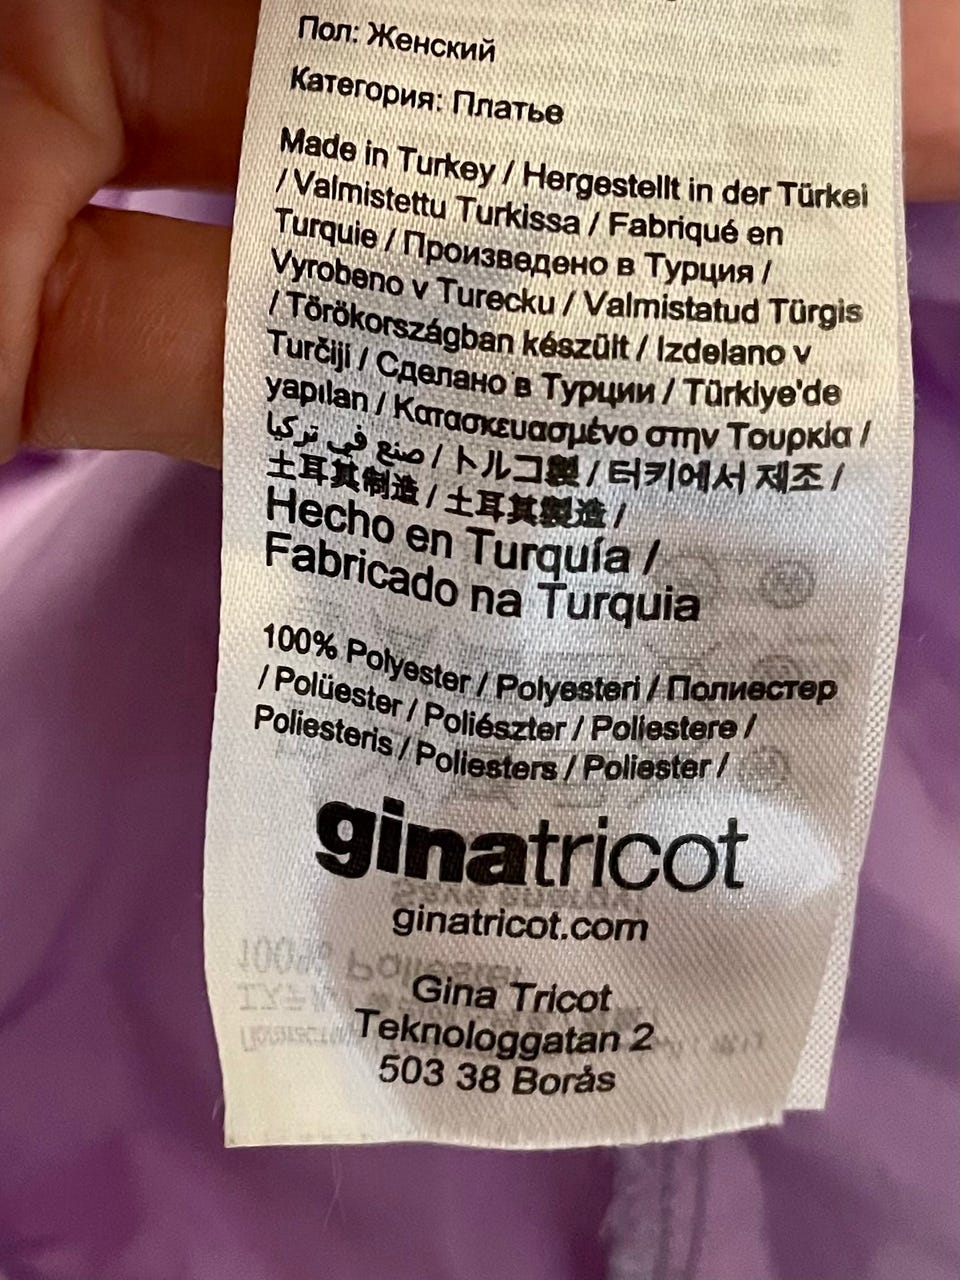 Пол: Женский
Категория: Платье
Made in Turkey / Hergestellt in der Türkei
/ Valmistettu Turkissa / Fabriqué en
Turquie / Произведено в Турция /
Vyrobeno v Turecku / Valmistatud Türgis
/ Törökországban készült / Izdelano v
Turčiji / Сделано в Турции / Türkiye'de
yapılan / Κατασκευασμένο στην Τουρκία /
صنع في تركيا / トルコ製 / 터키에서 제조 /
土耳其制造 / 土耳其製造 /
Hecho en Turquía /
Fabricado na Turquia
100% Polyester / Polyesteri / Полиестер
/ Polüester / Poliészter / Poliestere /
Poliesteris / Poliesters / Poliester /
ginatricot
ginatricot.com
Gina Tricot
Teknologgatan 2
503 38 Borås